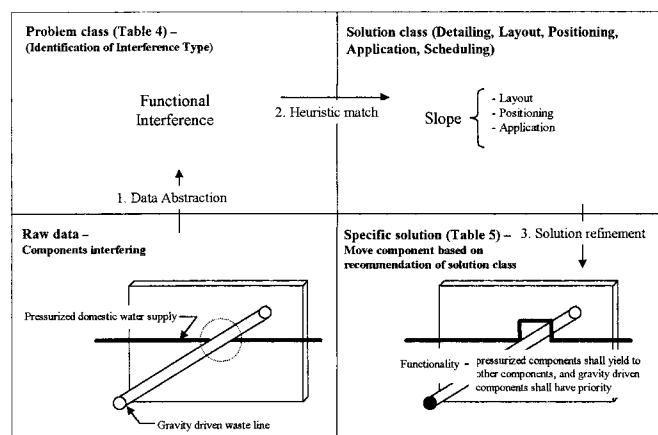 Problem class (Table 4) –
(Identification of Interference Type)
Functional
Interference
1. Data Abstraction
2. Heuristic match
Solution class (Detailing, Layout, Positioning,
Application, Scheduling)
Slope
- Layout
- Positioning
- Application
Raw data –
Components interfering
Pressurized domestic water supply
Gravity driven waste line
Specific solution (Table 5) –
3. Solution refinement
Move component based on
recommendation of solution class
Functionality –
pressurized components shall yield to
other components, and gravity driven
components shall have priority